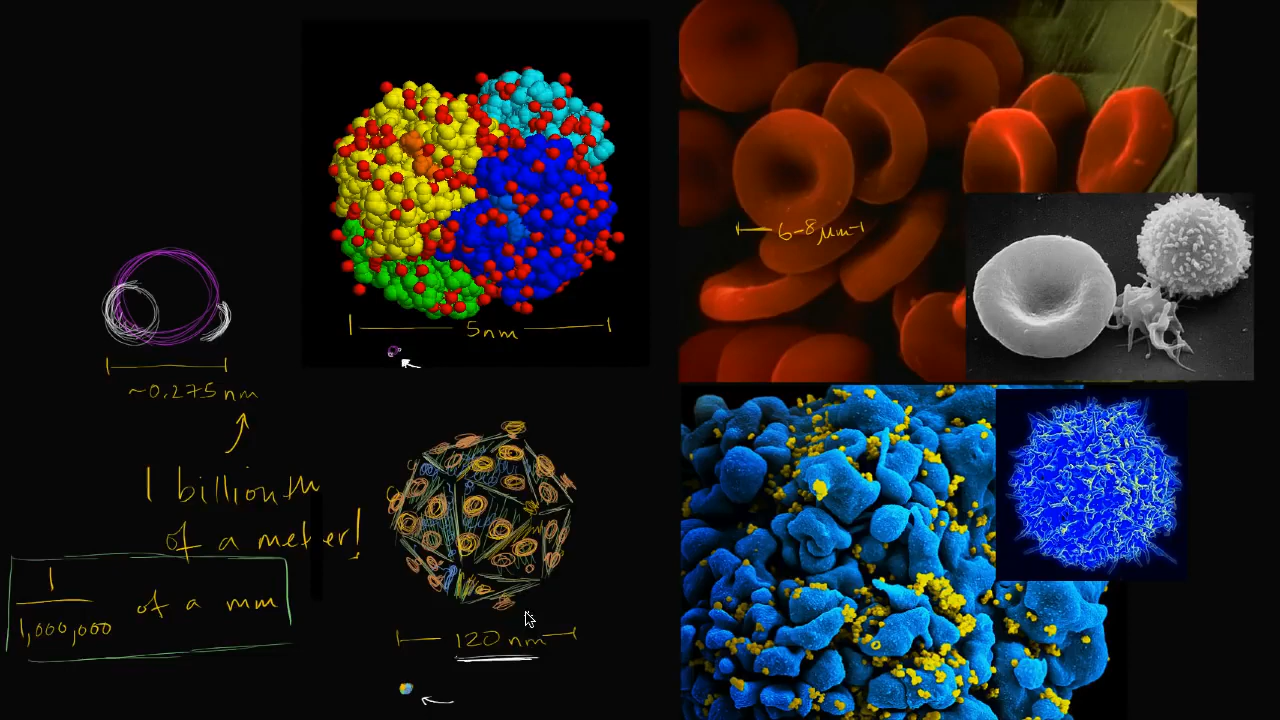 5nm
6-8 μm
~0.275 nm
1 billionth
of a meter!
1
1,000,000
of a mm
120 nm